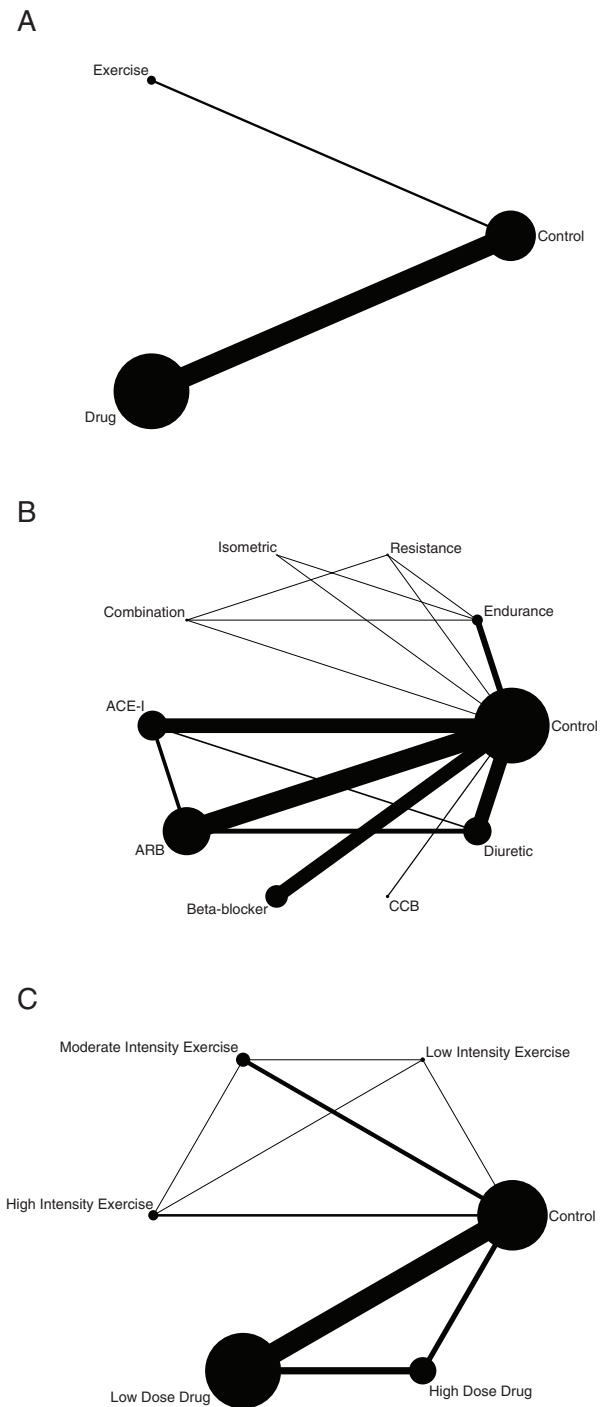 A
Exercise
Control
Drug
B
Isometric
Resistance
Combination
Endurance
ACE-I
Control
ARB
Diuretic
Beta-blocker
CCB
C
Moderate Intensity Exercise
Low Intensity Exercise
High Intensity Exercise
Control
Low Dose Drug
High Dose Drug